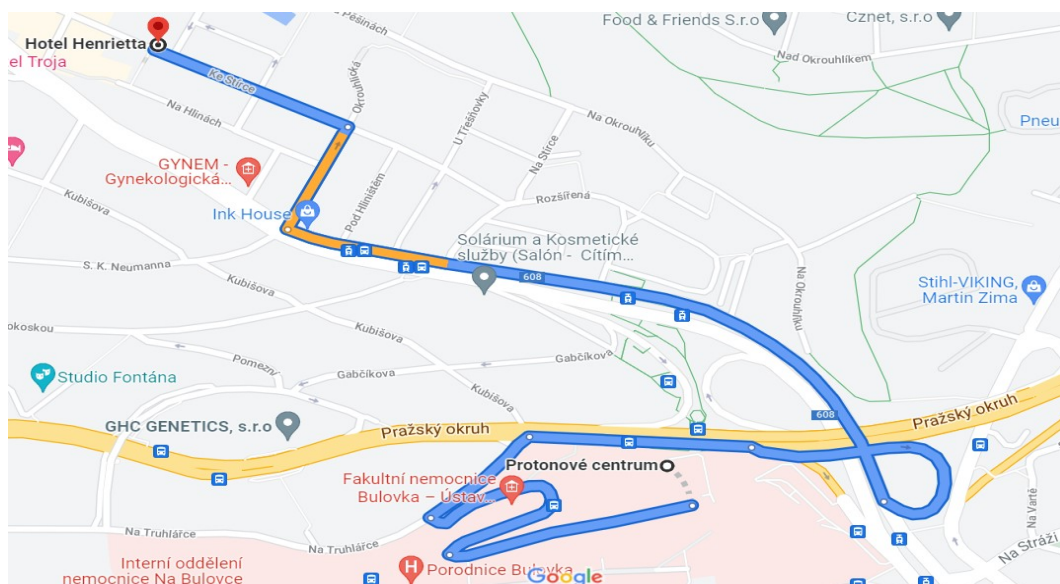 Food & Friends S.r.o
Cznet, s.r.o
Na Pěšinách
Hotel Henrietta
el Troja
Nad Okrouhlíkem
Ke Stírce
Okrouhlická
Na Hlinách
U Třešňovky
Na Okrouhlíku
Pneu
GYNEM -
Gynekologická...
Na Stírce
Kubišova
Ink House
Pod Hliništěm
Rozšířená
Solárium a Kosmetické
služby (Salón - Cítím...
S. K. Neumanna
608
Na Okrouhlíku
Stihl-VIKING,
Martin Zima
Kubišova
okoskou
Kubišova
Gabčíkova
Pomezní
Gabčíkova
Studio Fontána
Kubišova
608
Pražský okruh
GHC GENETICS, s.r.o
Pražský okruh
Protonové centrum
Fakultní nemocnice
Bulovka – Ústav...
Na Truhlářce
Na Truhlářce
Na Vartě
Na Stráži
Interní oddělení
nemocnice Na Bulovce
H
Porodnice Bulovka
Google